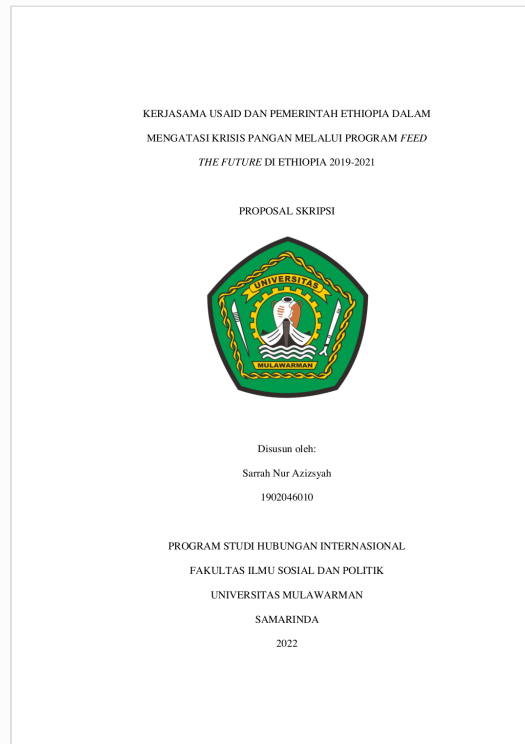 KERJASAMA USAID DAN PEMERINTAH ETHIOPIA DALAM
MENGATASI KRISIS PANGAN MELALUI PROGRAM FEED
THE FUTURE DI ETHIOPIA 2019-2021
PROPOSAL SKRIPSI
UNIVERSITAS
MULAWARMAN
Disusun oleh:
Sarrah Nur Azizsyah
1902046010
PROGRAM STUDI HUBUNGAN INTERNASIONAL
FAKULTAS ILMU SOSIAL DAN POLITIK
UNIVERSITAS MULAWARMAN
SAMARINDA
2022